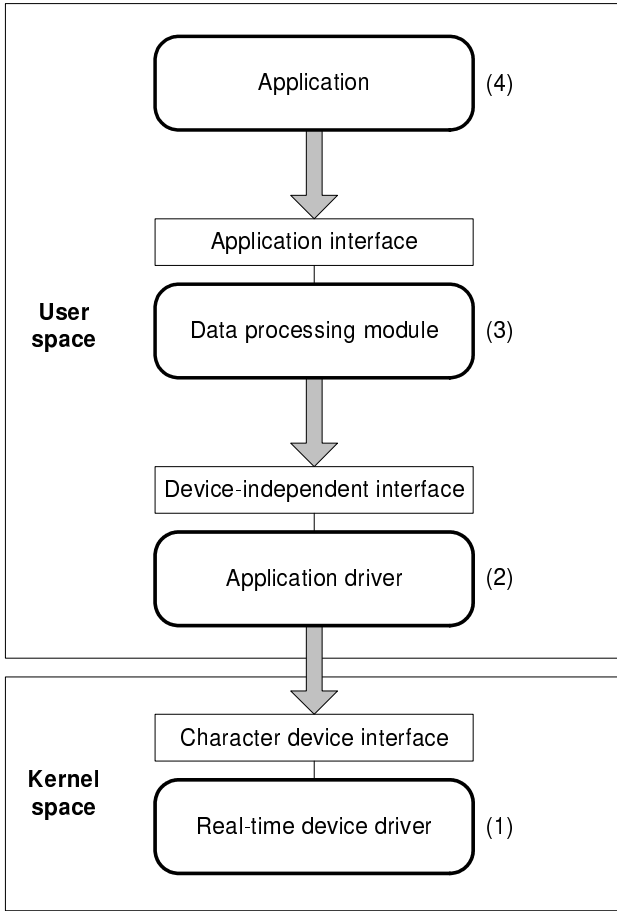 Application
(4)
Application interface
User
space
Data processing module
(3)
Device-independent interface
Application driver
(2)
Character device interface
Kernel
space
Real-time device driver
(1)